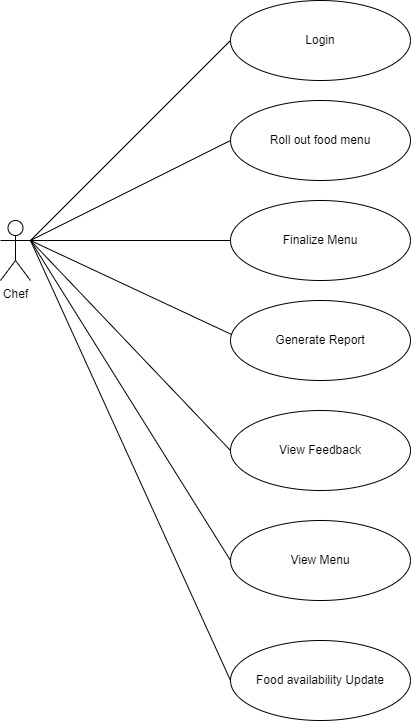 Login
Roll out food menu
Finalize Menu
Chef
Generate Report
View Feedback
View Menu
Food availability Update